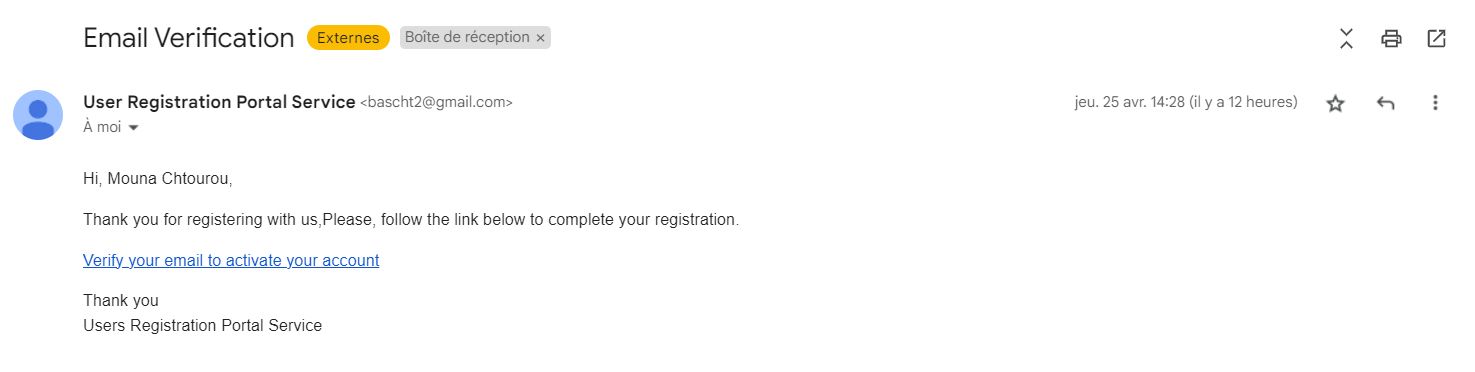 Email Verification Externes Boîte de réception ×
User Registration Portal Service <bascht2@gmail.com> jeu. 25 avr. 14:28 (il y a 12 heures)
À moi
Hi, Mouna Chtourou,
Thank you for registering with us,Please, follow the link below to complete your registration.
Verify your email to activate your account
Thank you
Users Registration Portal Service